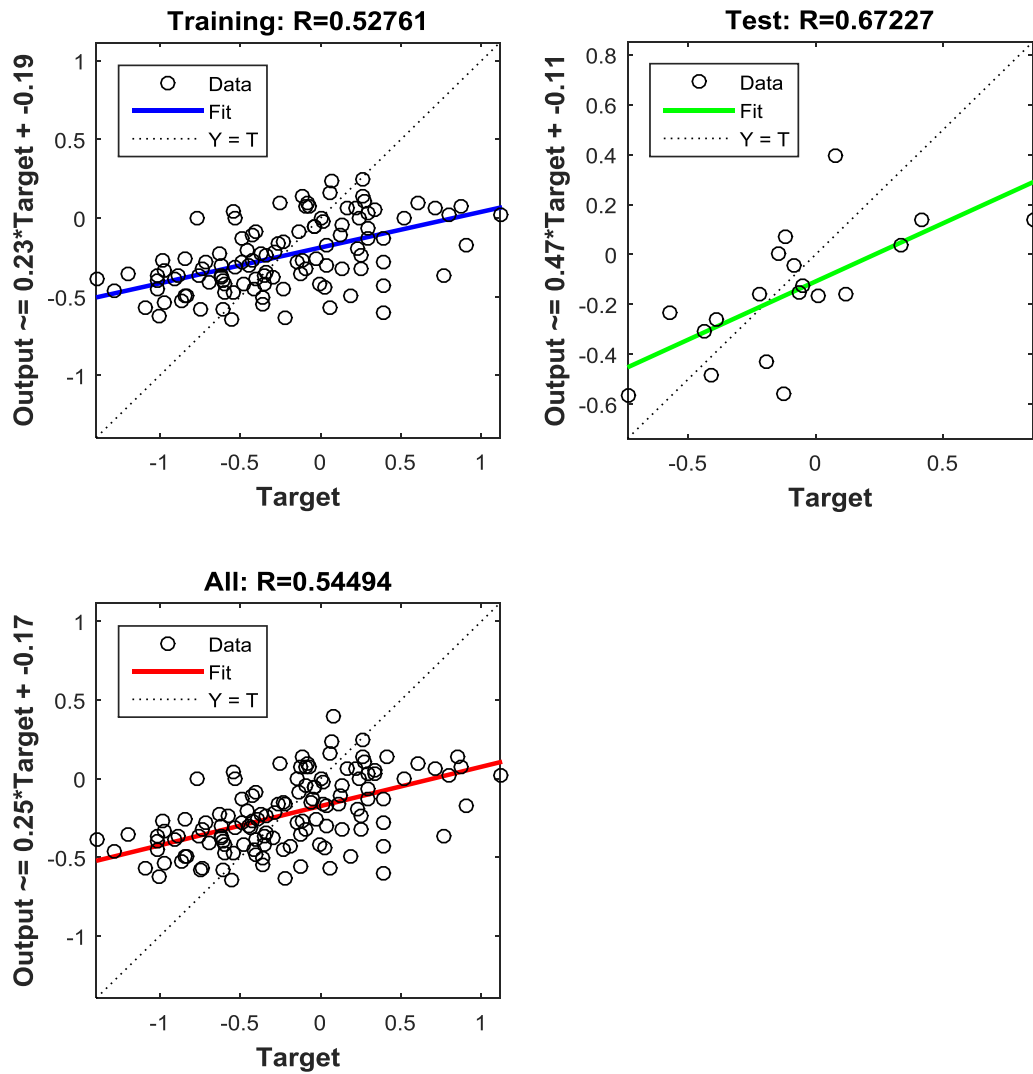 Training: R=0.52761
Output ~= 0.23*Target + -0.19
1
0.5
0
-0.5
-1
Data
Fit
Y = T
-1
-0.5
0
0.5
1
Target
Test: R=0.67227
Output ~= 0.47*Target + -0.11
0.8
0.6
0.4
0.2
0
-0.2
-0.4
-0.6
Data
Fit
Y = T
-0.5
0
0.5
Target
All: R=0.54494
Output ~= 0.25*Target + -0.17
1
0.5
0
-0.5
-1
Data
Fit
Y = T
-1
-0.5
0
0.5
1
Target